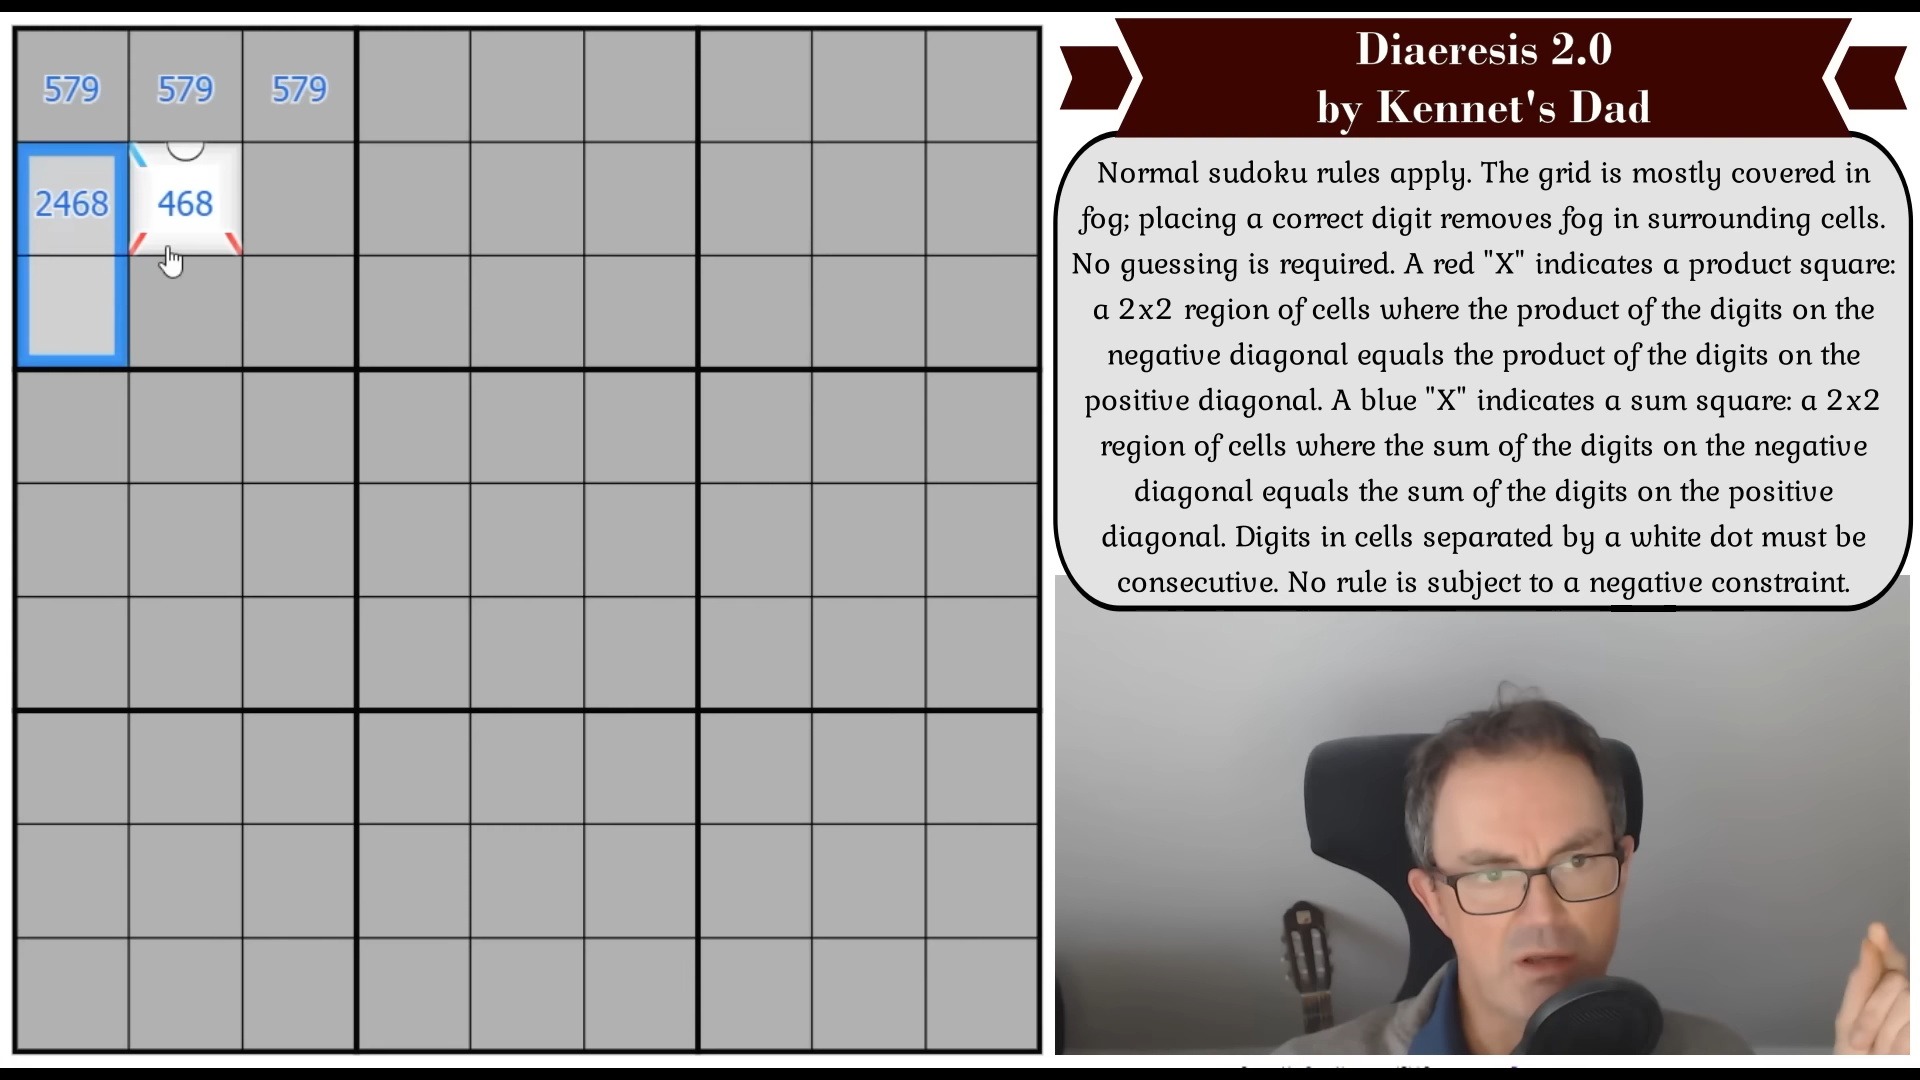 Diaeresis 2.0
by Kennet's Dad
Normal sudoku rules apply. The grid is mostly covered in
fog; placing a correct digit removes fog in surrounding cells.
No guessing is required. A red "X" indicates a product square:
a 2x2 region of cells where the product of the digits on the
negative diagonal equals the product of the digits on the
positive diagonal. A blue "X" indicates a sum square: a 2x2
region of cells where the sum of the digits on the negative
diagonal equals the sum of the digits on the positive
diagonal. Digits in cells separated by a white dot must be
consecutive. No rule is subject to a negative constraint.
579 579 579
2468 468